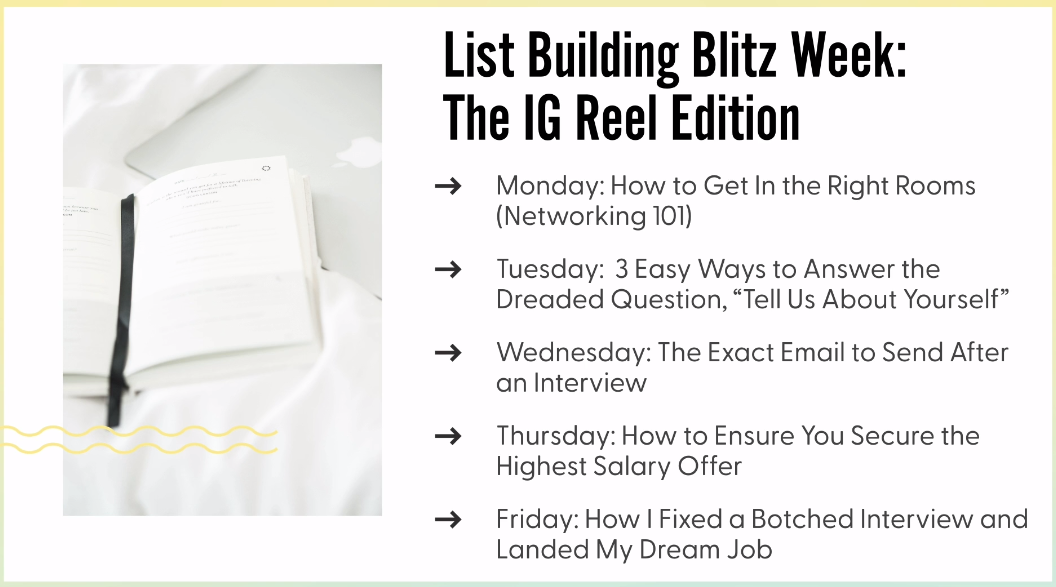 List Building Blitz Week:
The IG Reel Edition
→ Monday: How to Get In the Right Rooms
(Networking 101)
→ Tuesday: 3 Easy Ways to Answer the
Dreaded Question, “Tell Us About Yourself”
→ Wednesday: The Exact Email to Send After
an Interview
→ Thursday: How to Ensure You Secure the
Highest Salary Offer
→ Friday: How I Fixed a Botched Interview and
Landed My Dream Job